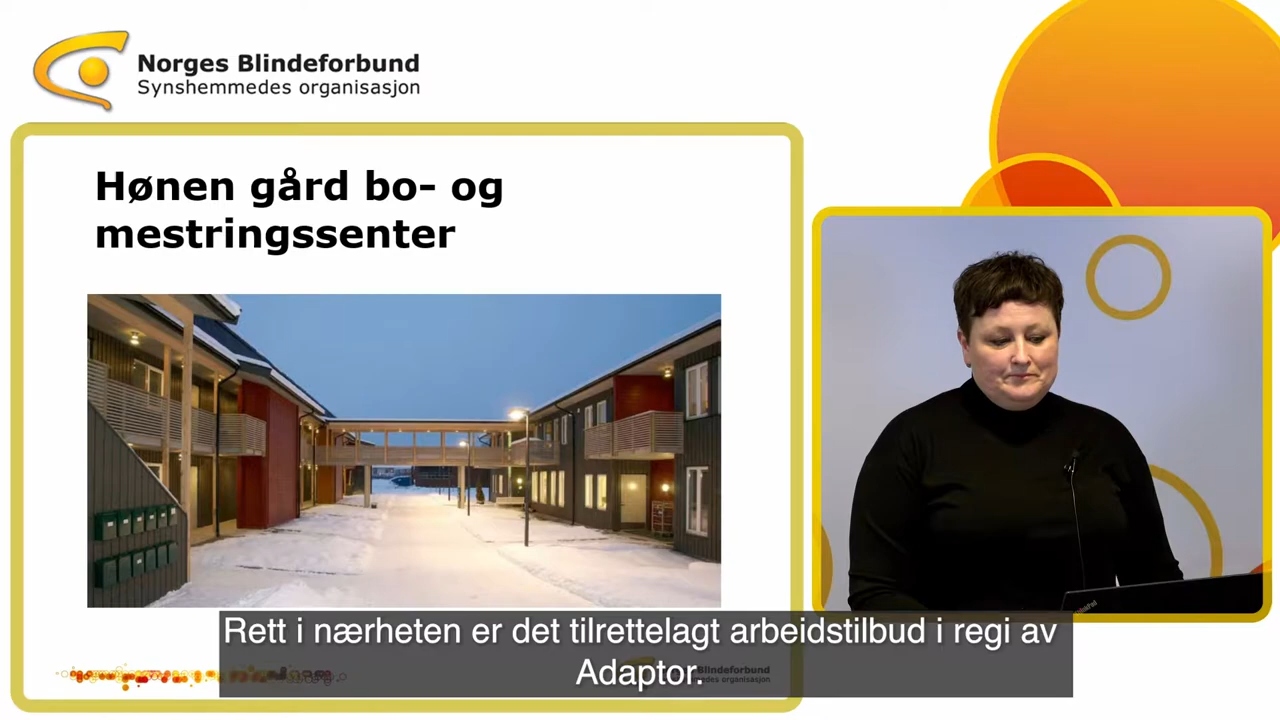 Norges Blindeforbund
Synshemmedes organisasjon
Hønen gård bo- og
mestringssenter
Rett i nærheten er det tilrettelagt arbeidstilbud i regi av
Adaptor.